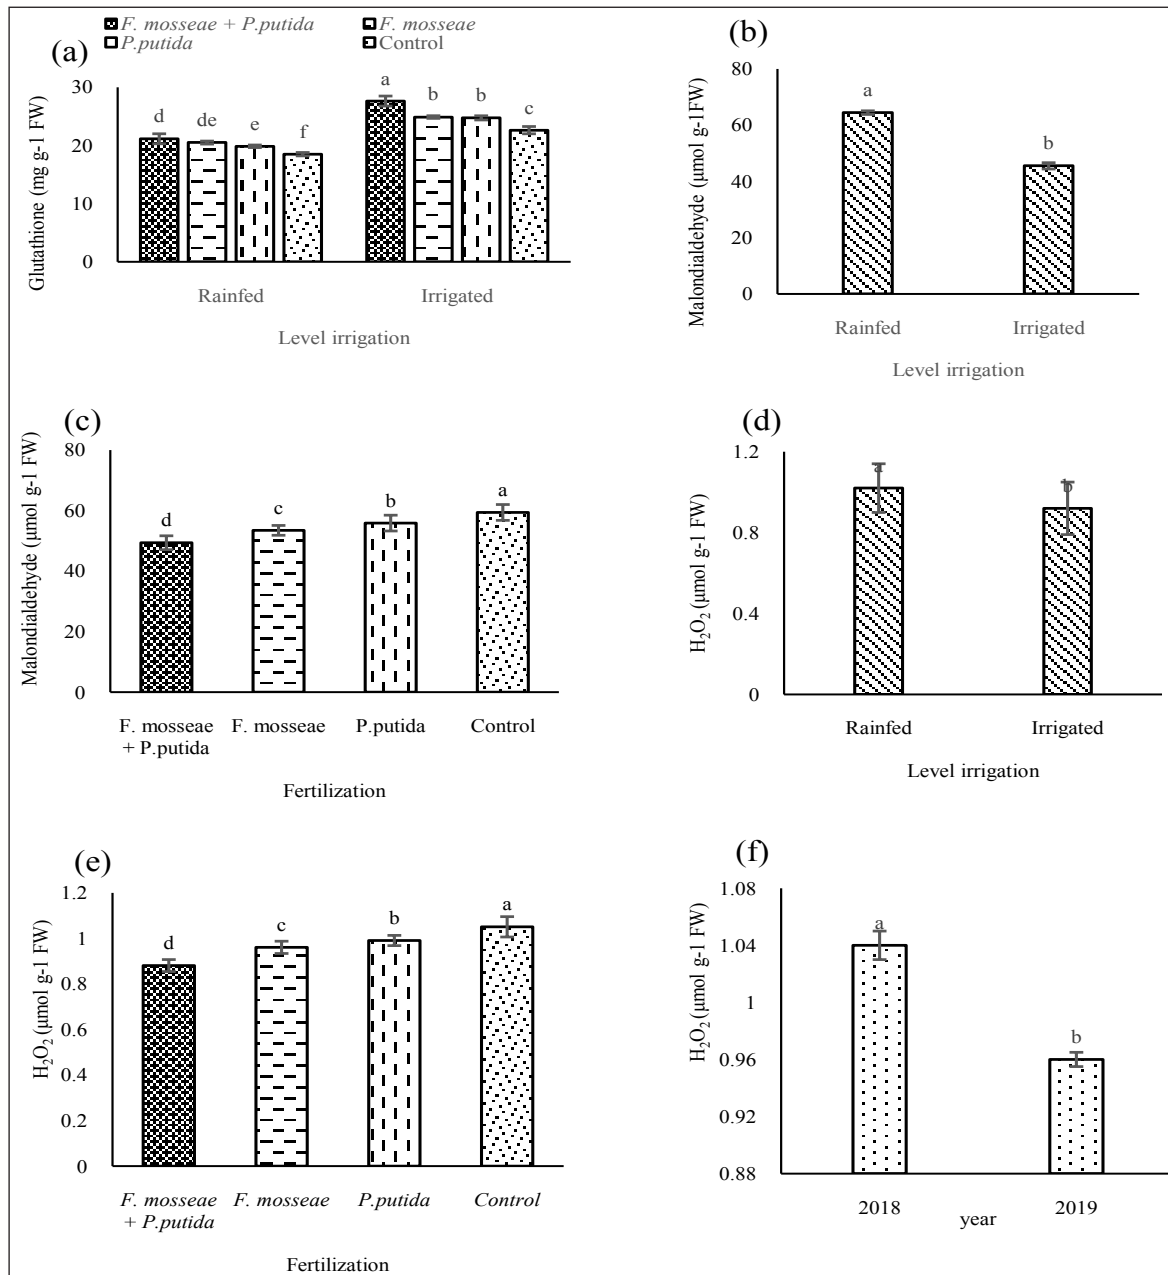 F. mosseae + P.putida
F. mosseae
P.putida
Control
(a)
Glutathione (mg g-1 FW)
30
20
10
0
d
de
e
f
a
b
b
c
Rainfed
Irrigated
Level irrigation
(b)
Malondialdehyde (µmol g-1FW)
80
60
40
20
0
a
b
Rainfed
Irrigated
Level irrigation
(c)
Malondialdehyde (µmol g-1 FW)
80
60
40
20
0
d
c
b
a
F. mosseae
+ P.putida
F. mosseae
P.putida
Control
Fertilization
(d)
H₂O₂ (µmol g-1 FW)
1.2
0.8
0.4
0
a
b
Rainfed
Irrigated
Level irrigation
(e)
H₂O₂ (µmol g-1 FW)
1.2
1
0.8
0.6
0.4
0.2
0
d
c
b
a
F. mosseae
+ P.putida
F. mosseae
P.putida
Control
Fertilization
(f)
H₂O₂ (µmol g-1 FW)
1.08
1.04
1
0.96
0.92
0.88
a
b
2018
2019
year